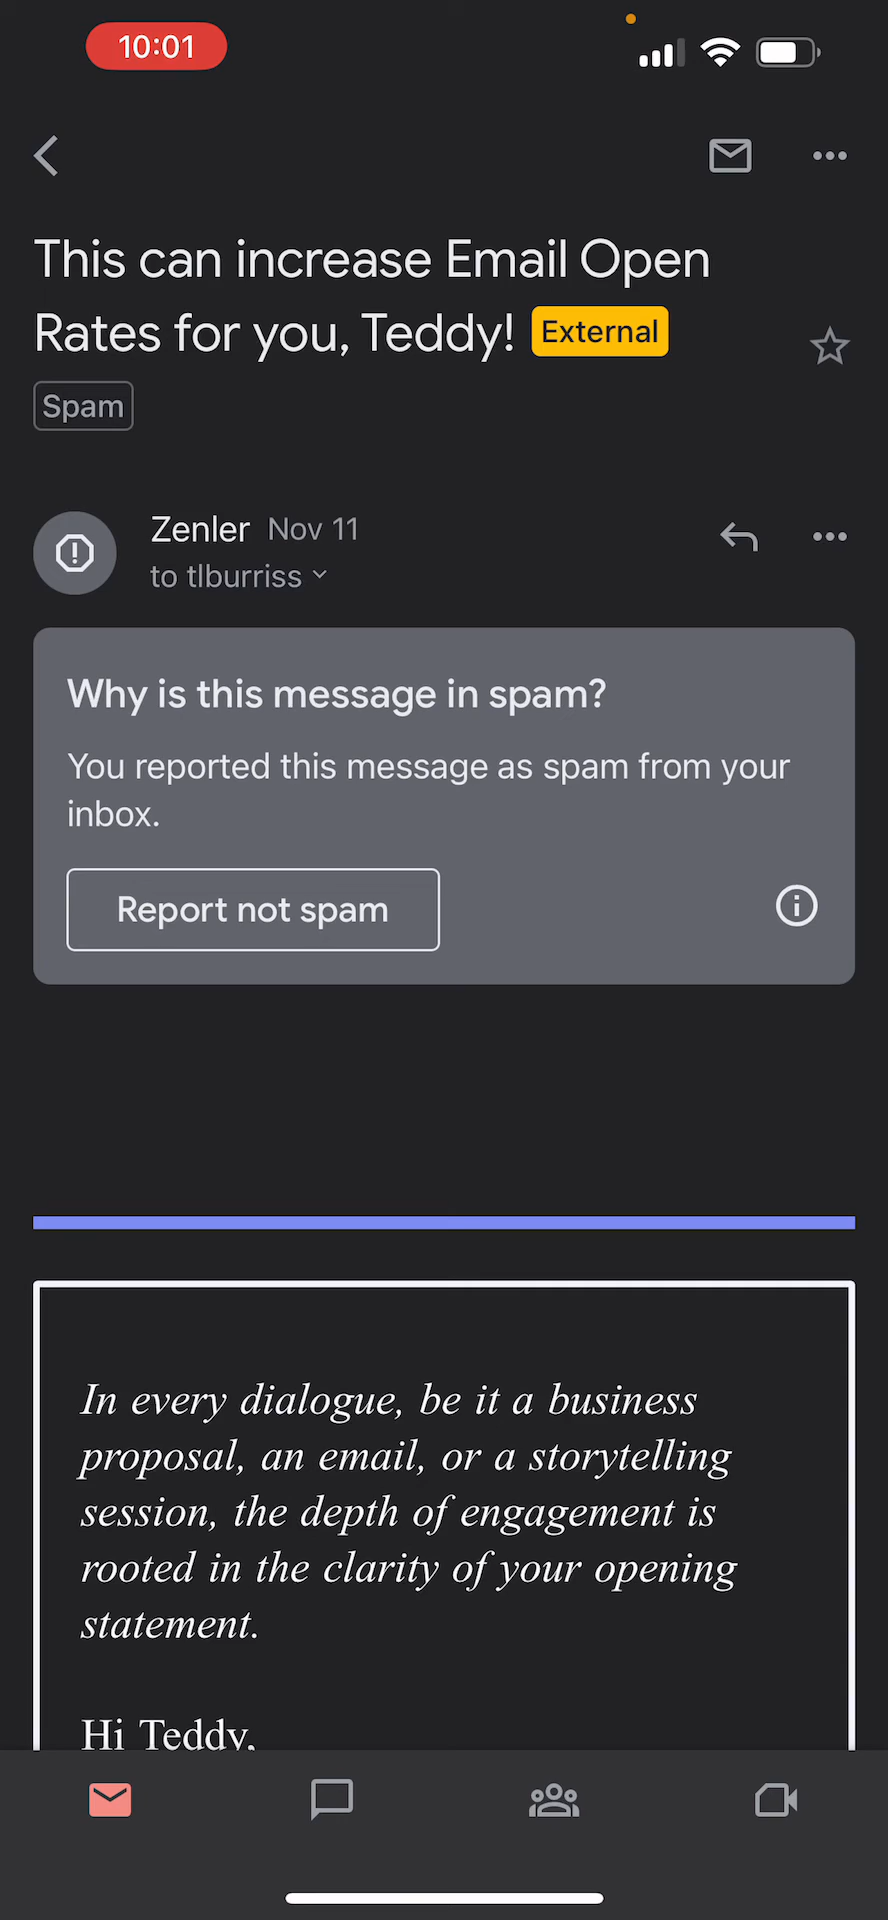 10:01
This can increase Email Open
Rates for you, Teddy! External
Spam
Zenler Nov 11
to tlburriss
Why is this message in spam?
You reported this message as spam from your
inbox.
Report not spam
In every dialogue, be it a business
proposal, an email, or a storytelling
session, the depth of engagement is
rooted in the clarity of your opening
statement.
Hi Teddy,